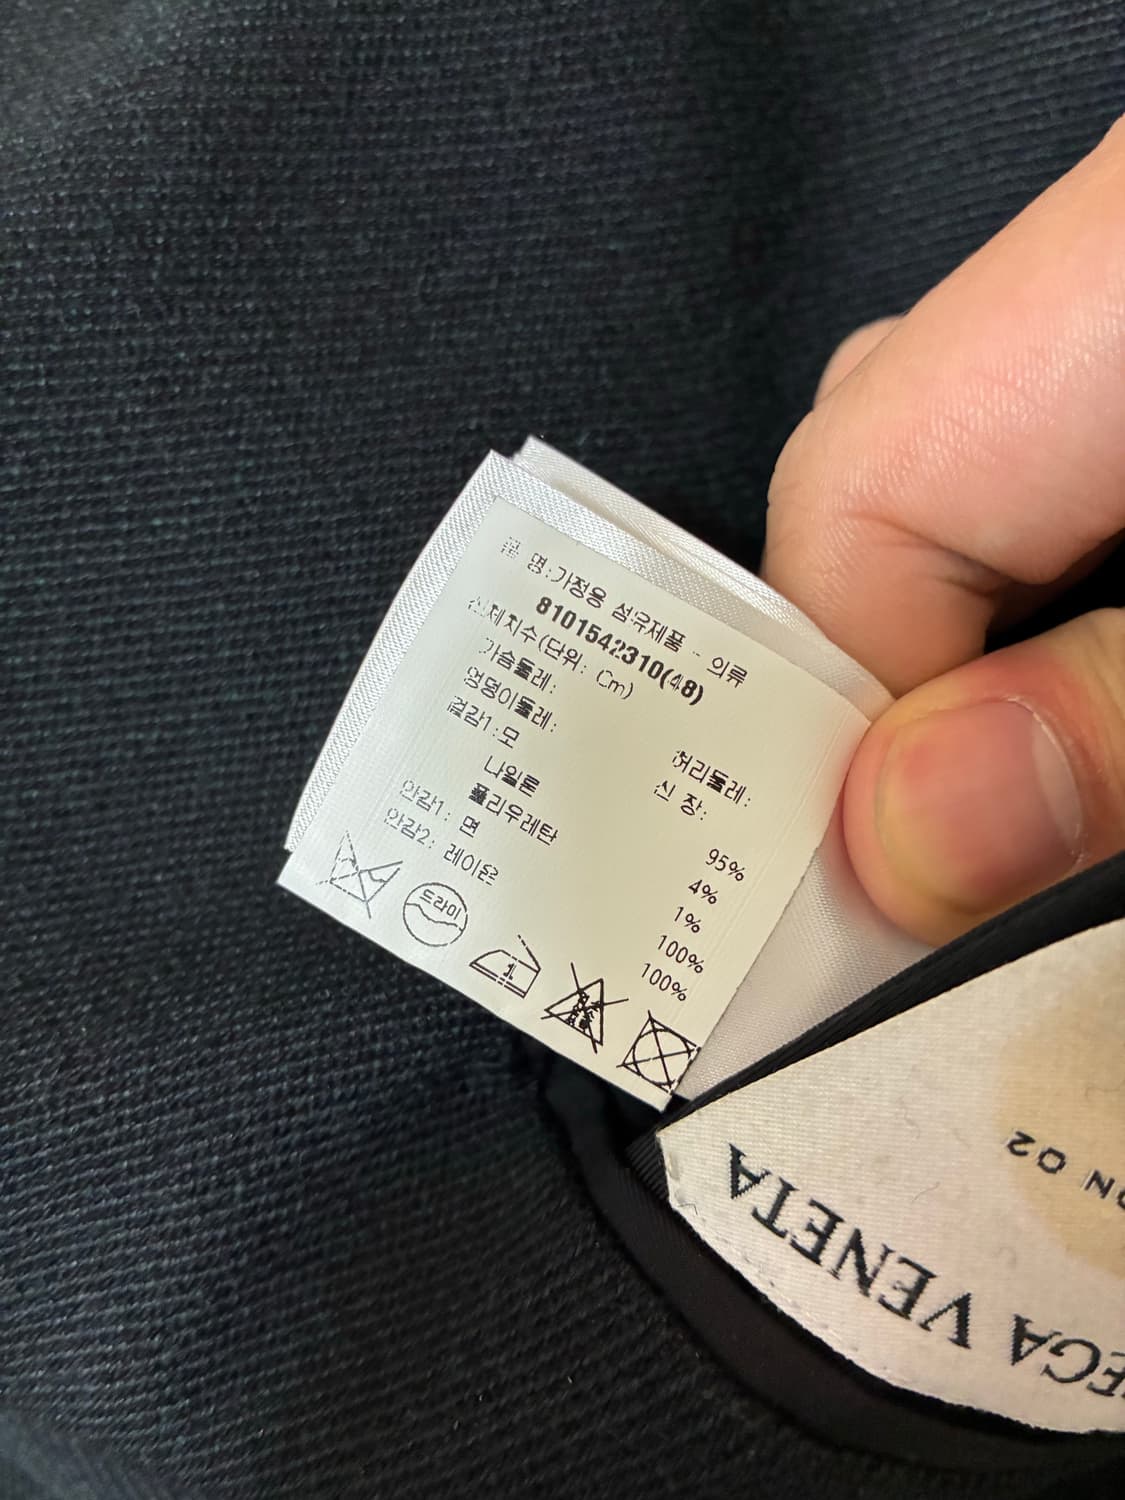 품 명:가정용 섬유제품 - 의류
8101542310(48)
신체치수(단위: Cm)
가슴둘레: 허리둘레:
엉덩이둘레: 신 장:
겉감1:모 95%
나일론 4%
폴리우레탄 1%
안감1: 면 100%
안감2: 레이온 100%
드라이
1
VENETA
02